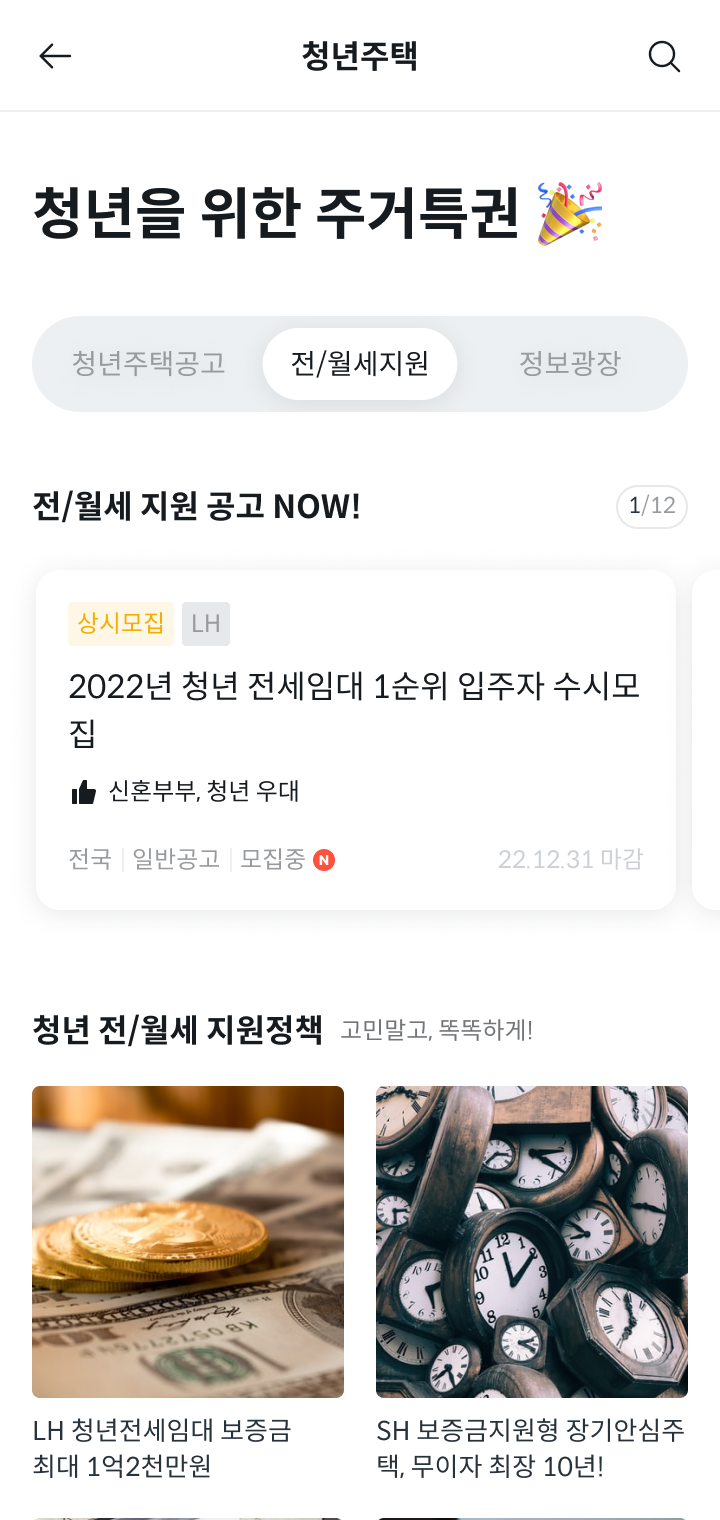 청년주택
청년을 위한 주거특권
청년주택공고 전/월세지원 정보광장
전/월세 지원 공고 NOW! 1/12
상시모집 LH
2022년 청년 전세임대 1순위 입주자 수시모
집
신혼부부, 청년 우대
전국 일반공고 모집중 N 22.12.31 마감
청년 전/월세 지원정책 고민말고, 똑똑하게!
LH 청년전세임대 보증금
최대 1억2천만원
SH 보증금지원형 장기안심주
택, 무이자 최장 10년!